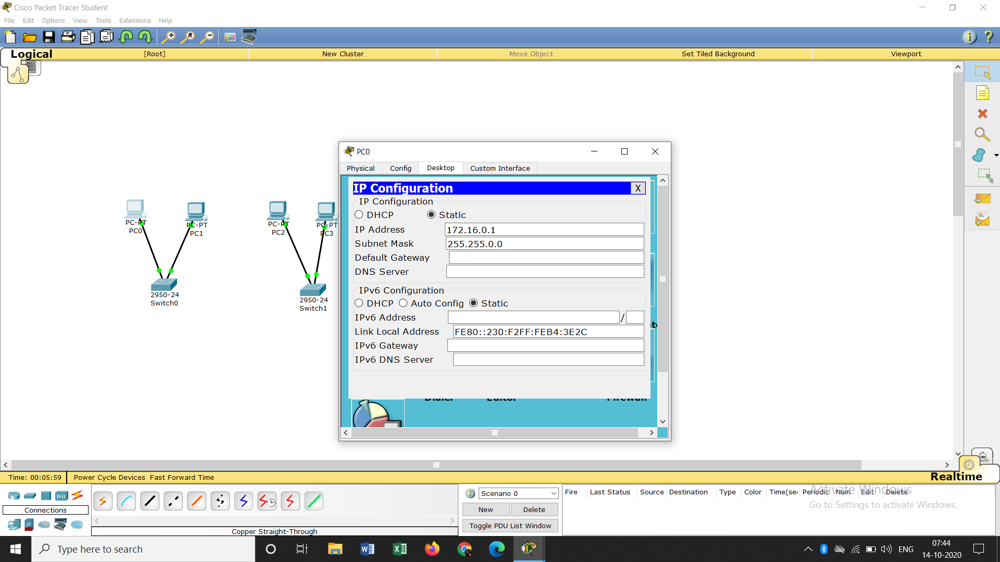 Cisco Packet Tracer Student
File Edit Options View Tools Extensions Help
Logical [Root] New Cluster Move Object Set Tiled Background Viewport
PC0
Physical Config Desktop Custom Interface
IP Configuration X
IP Configuration
DHCP Static
IP Address 172.16.0.1
Subnet Mask 255.255.0.0
Default Gateway
DNS Server
IPv6 Configuration
DHCP Auto Config Static
IPv6 Address /
Link Local Address FE80::230:F2FF:FEB4:3E2C
IPv6 Gateway
IPv6 DNS Server
Dialer Editor Firewall
PC-PT
PC0
PC-PT
PC1
PC-PT
PC2
PC-PT
PC3
2950-24
Switch0
2950-24
Switch1
Time: 00:05:59 Power Cycle Devices Fast Forward Time
Realtime
Connections
Copper Straight-Through
Scenario 0
New Delete
Toggle PDU List Window
Fire Last Status Source Destination Type Color Time(sec Periodic Num Edit Delete
Activate Windows
Go to Settings to activate Windows.
Type here to search
ENG
07:44
14-10-2020